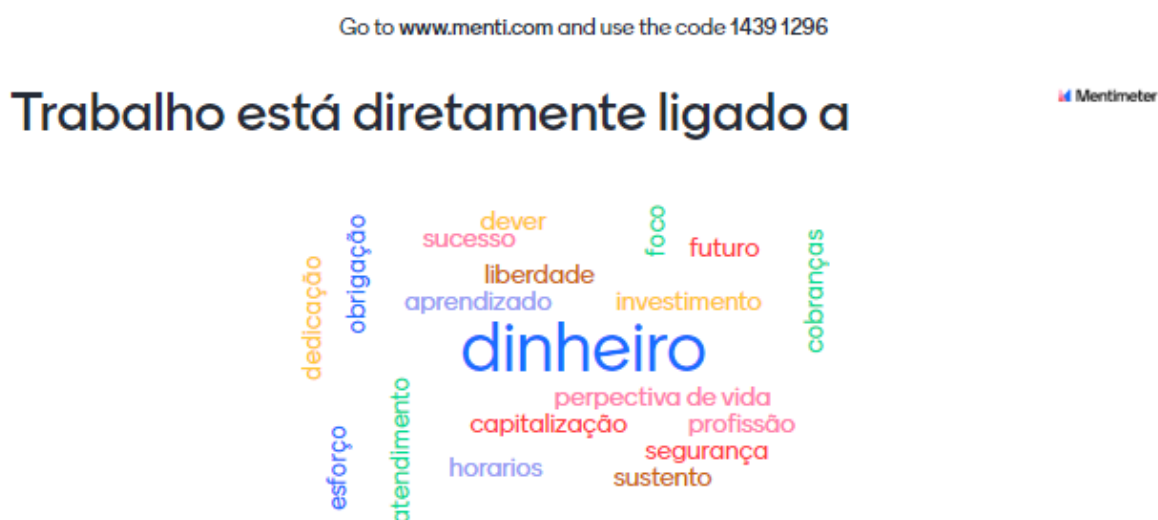 Go to www.menti.com and use the code 1439 1296
Trabalho está diretamente ligado a
Mentimeter
dever
sucesso
foco
futuro
obrigação
cobranças
dedicação
liberdade
aprendizado
investimento
dinheiro
perpectiva de vida
capitalização
profissão
atendimento
esforço
segurança
horarios
sustento